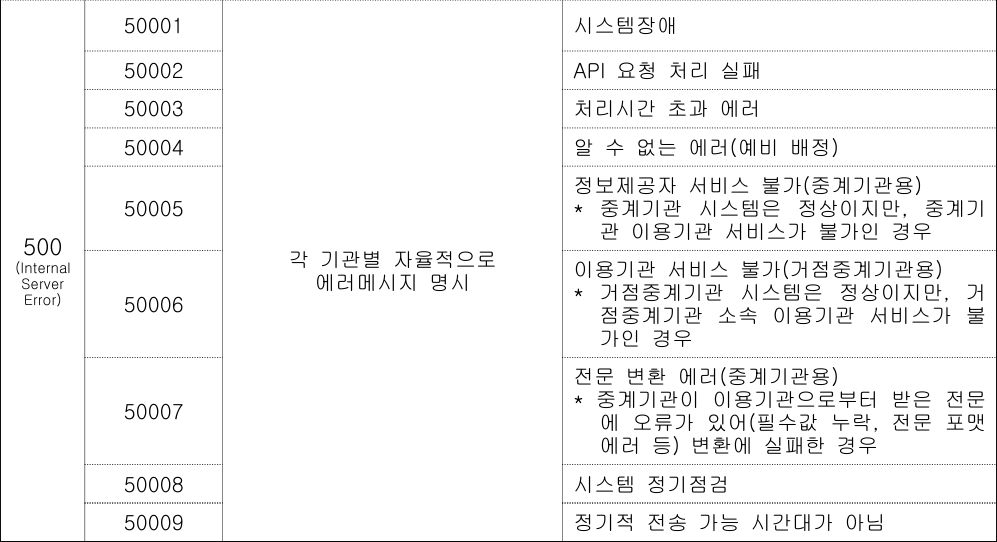 50001
시스템장애
50002
API 요청 처리 실패
50003
처리시간 초과 에러
50004
알 수 없는 에러(예비 배정)
500
(Internal
Server
Error)
각 기관별 자율적으로
에러메시지 명시
50005
정보제공자 서비스 불가(중계기관용)
* 중계기관 시스템은 정상이지만, 중계기
관 이용기관 서비스가 불가인 경우
50006
이용기관 서비스 불가(거점중계기관용)
* 거점중계기관 시스템은 정상이지만, 거
점중계기관 소속 이용기관 서비스가 불
가인 경우
50007
전문 변환 에러(중계기관용)
* 중계기관이 이용기관으로부터 받은 전문
에 오류가 있어(필수값 누락, 전문 포맷
에러 등) 변환에 실패한 경우
50008
시스템 정기점검
50009
정기적 전송 가능 시간대가 아님